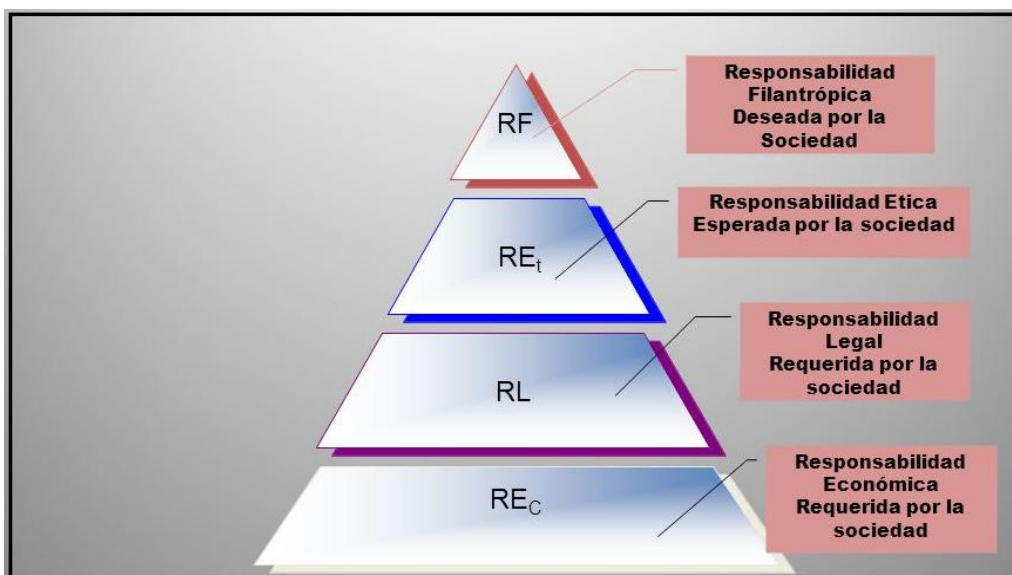 RF
Responsabilidad
Filantrópica
Deseada por la
Sociedad
REt
Responsabilidad Etica
Esperada por la sociedad
RL
Responsabilidad
Legal
Requerida por la
sociedad
REC
Responsabilidad
Económica
Requerida por la
sociedad